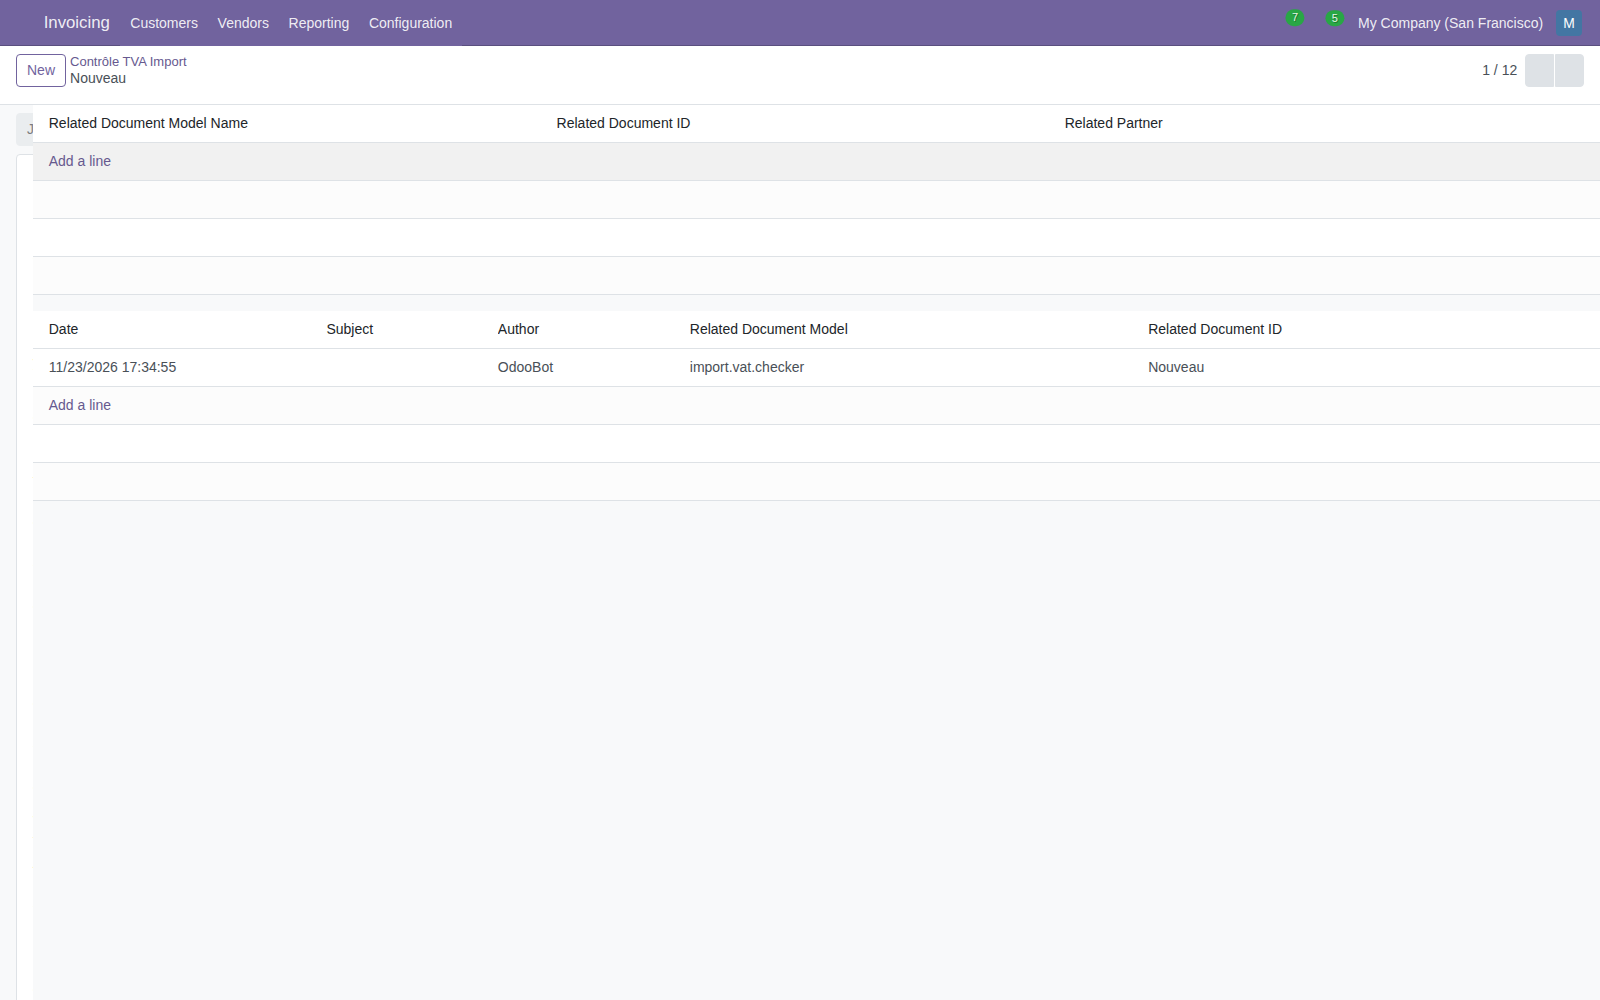 Invoicing Customers Vendors Reporting Configuration 7 5 My Company (San Francisco) M
New Contrôle TVA Import
Nouveau
1 / 12
J
Related Document Model Name Related Document ID Related Partner
Add a line
Date Subject Author Related Document Model Related Document ID
11/23/2026 17:34:55 OdooBot import.vat.checker Nouveau
Add a line